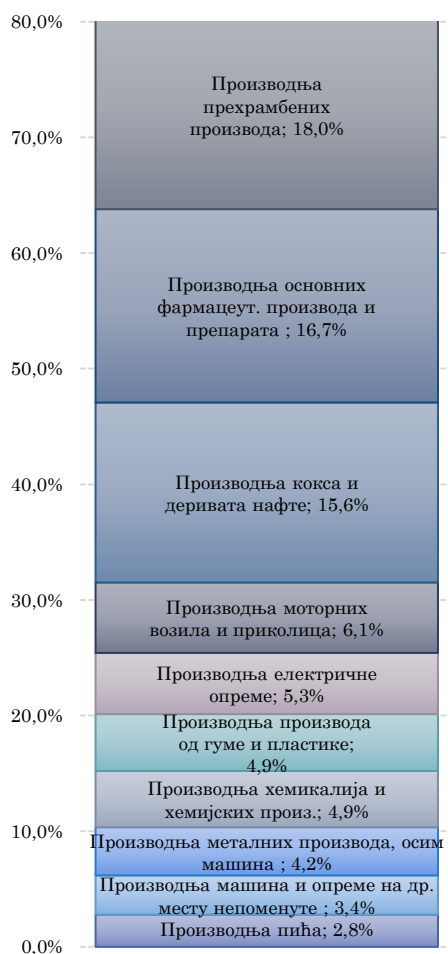 80,0%
Производња
прехрамбених
производа; 18,0%
70,0%
60,0%
Производња основних
фармацеут. производа и
препарата ; 16,7%
50,0%
40,0%
Производња кокса и
деривата нафте; 15,6%
30,0%
Производња моторних
возила и приколица; 6,1%
Производња електричне
опреме; 5,3%
20,0%
Производња производа
од гуме и пластике;
4,9%
Производња хемикалија и
хемијских произ.; 4,9%
10,0%
Производња металних производа, осим
машина ; 4,2%
Производња машина и опреме на др.
месту непоменуте ; 3,4%
Производња пића; 2,8%
0,0%